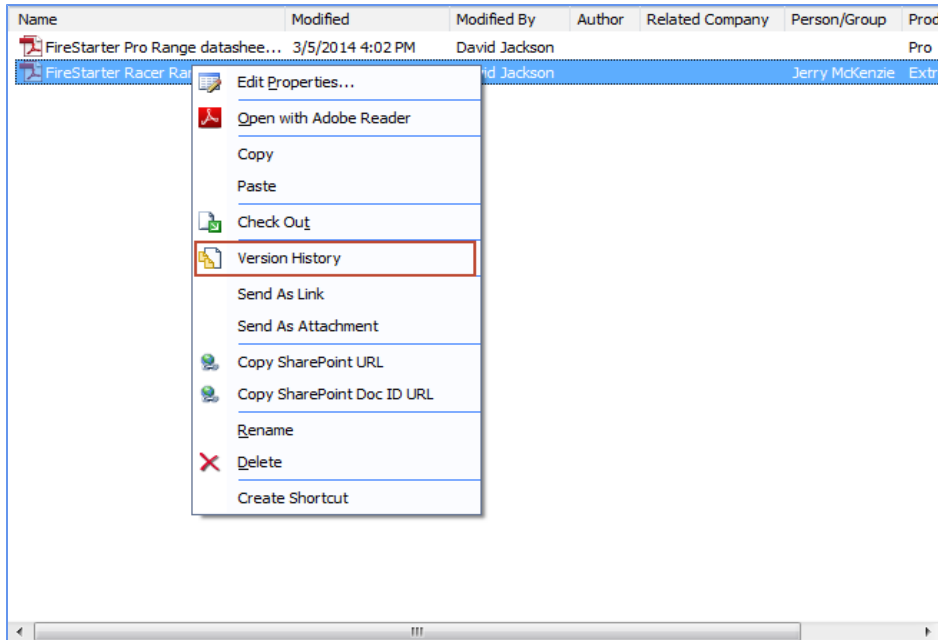 Name Modified Modified By Author Related Company Person/Group Prod
FireStarter Pro Range datashee... 3/5/2014 4:02 PM David Jackson Pro
FireStarter Racer Ra id Jackson Jerry McKenzie Extr
Edit Properties...
Open with Adobe Reader
Copy
Paste
Check Out
Version History
Send As Link
Send As Attachment
Copy SharePoint URL
Copy SharePoint Doc ID URL
Rename
Delete
Create Shortcut